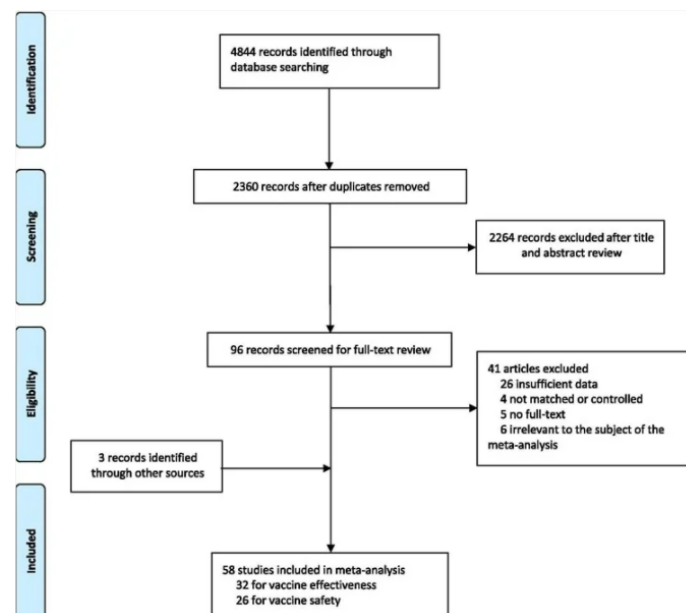 Identification
4844 records identified through
database searching
2360 records after duplicates removed
Screening
2264 records excluded after title
and abstract review
96 records screened for full-text review
Eligibility
41 articles excluded
26 insufficient data
4 not matched or controlled
5 no full-text
6 irrelevant to the subject of the
meta-analysis
3 records identified
through other sources
Included
58 studies included in meta-analysis
32 for vaccine effectiveness
26 for vaccine safety